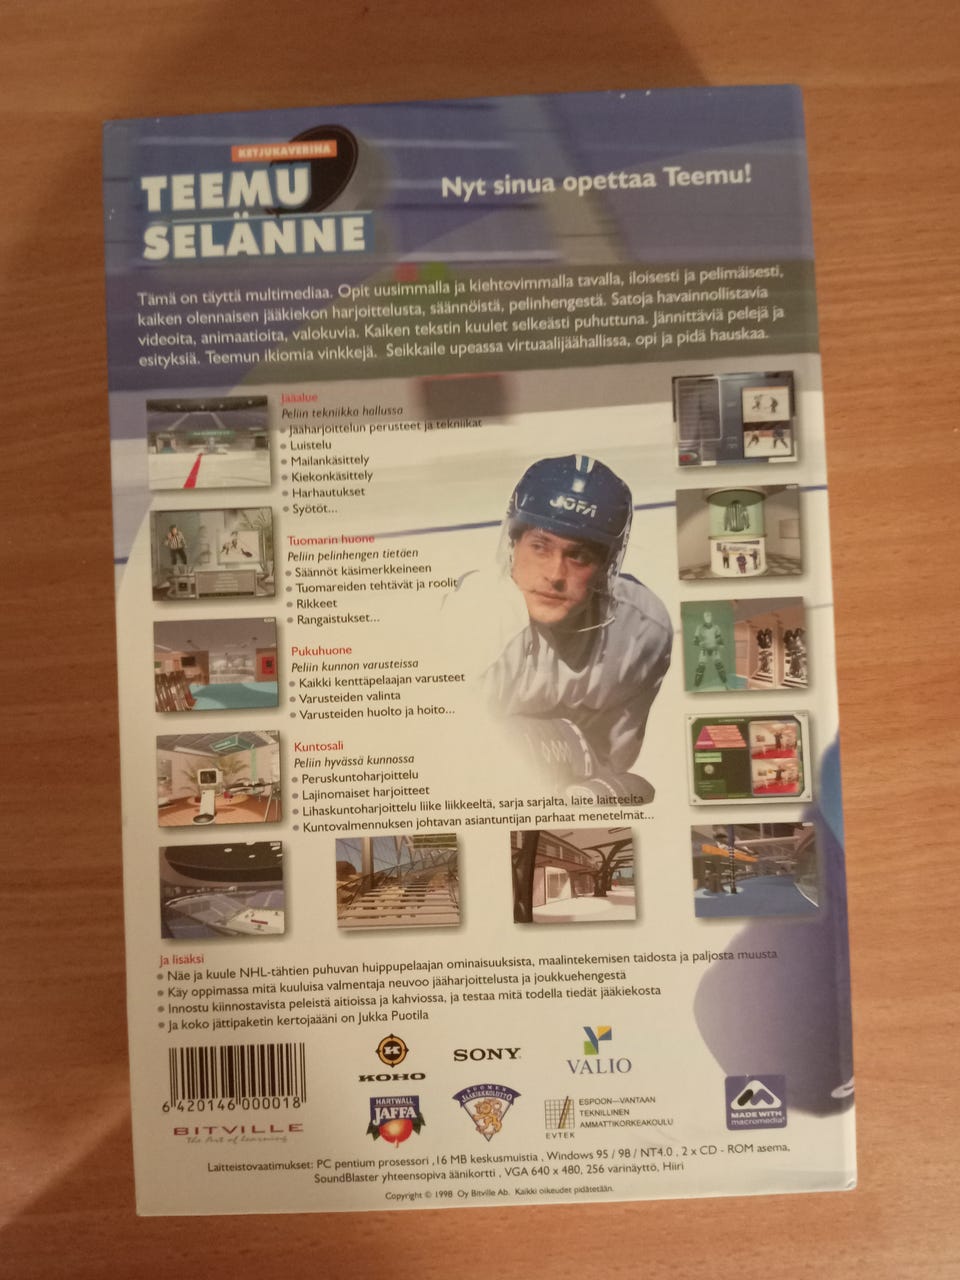 KETJUKAVERINA
TEEMU
SELÄNNE
Nyt sinua opettaa Teemu!
Tämä on täyttä multimediaa. Opit uusimmalla ja kiehtovimmalla tavalla, iloisesti ja pelimäisesti,
kaiken olennaisen jääkiekon harjoittelusta, säännöistä, pelinhengestä. Satoja havainnollistavia
videoita, animaatioita, valokuvia. Kaiken tekstin kuulet selkeästi puhuttuna. Jännittäviä pelejä ja
esityksiä. Teemun ikiomia vinkkejä. Seikkaile upeassa virtuaalijäähallissa, opi ja pidä hauskaa.
Jääalue
Peliin tekniikka hallussa
• Jääharjoittelun perusteet ja tekniikat
• Luistelu
• Mailankäsittely
• Kiekonkäsittely
• Harhautukset
• Syötöt...
JOFA
Tuomarin huone
Peliin pelinhengen tietäen
• Säännöt käsimerkkeineen
• Tuomareiden tehtävät ja roolit
• Rikkeet
• Rangaistukset...
Pukuhuone
Peliin kunnon varusteissa
• Kaikki kenttäpelaajan varusteet
• Varusteiden valinta
• Varusteiden huolto ja hoito...
Kuntosali
Peliin hyvässä kunnossa
• Peruskuntoharjoittelu
• Lajinomaiset harjoitteet
• Lihaskuntoharjoittelu liike liikkeeltä, sarja sarjalta, laite laitteelta
• Kuntovalmennuksen johtavan asiantuntijan parhaat menetelmät...
Ja lisäksi
• Näe ja kuule NHL-tähtien puhuvan huippupelaajan ominaisuuksista, maalintekemisen taidosta ja paljosta muusta
• Käy oppimassa mitä kuuluisa valmentaja neuvoo jääharjoittelusta ja joukkuehengestä
• Innostu kiinnostavista peleistä aitioissa ja kahviossa, ja testaa mitä todella tiedät jääkiekosta
• Ja koko jättipaketin kertojaääni on Jukka Puotila
6 420146 000018
BITVILLE
The Art of learning
KOHO
SONY
VALIO
HARTWALL
JAFFA
SUOMEN
JÄÄKIEKKOLIITTO
EVTEK
ESPOON—VANTAAN
TEKNILLINEN
AMMATTIKORKEAKOULU
MADE WITH
macromedia
Laitteistovaatimukset: PC pentium prosessori ,16 MB keskusmuistia , Windows 95 / 98 / NT4.0 , 2 x CD - ROM asema,
SoundBlaster yhteensopiva äänikortti , VGA 640 x 480, 256 varinäyttö, Hiiri
Copyright © 1998 Oy Bitville Ab. Kaikki oikeudet pidätetään.